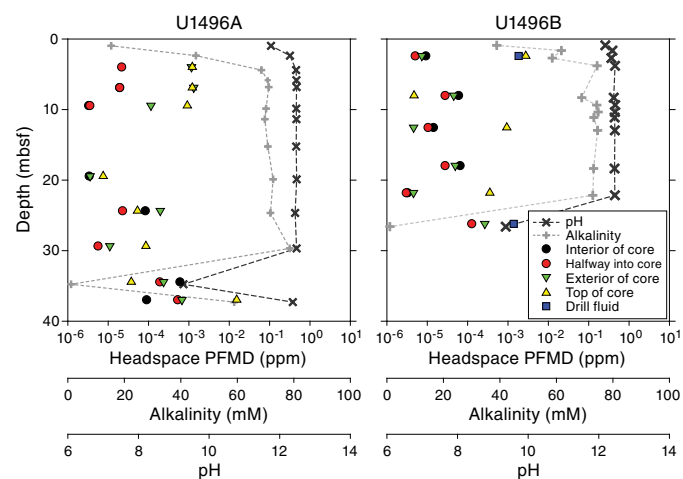 U1496A
U1496B
0
10
20
30
40
Depth (mbsf)
pH
Alkalinity
Interior of core
Halfway into core
Exterior of core
Top of core
Drill fluid
10⁻⁶ 10⁻⁵ 10⁻⁴ 10⁻³ 10⁻² 10⁻¹ 10⁰ 10¹
10⁻⁶ 10⁻⁵ 10⁻⁴ 10⁻³ 10⁻² 10⁻¹ 10⁰ 10¹
Headspace PFMD (ppm)
Headspace PFMD (ppm)
0 20 40 60 80 100
0 20 40 60 80 100
Alkalinity (mM)
Alkalinity (mM)
6 8 10 12 14
6 8 10 12 14
pH
pH